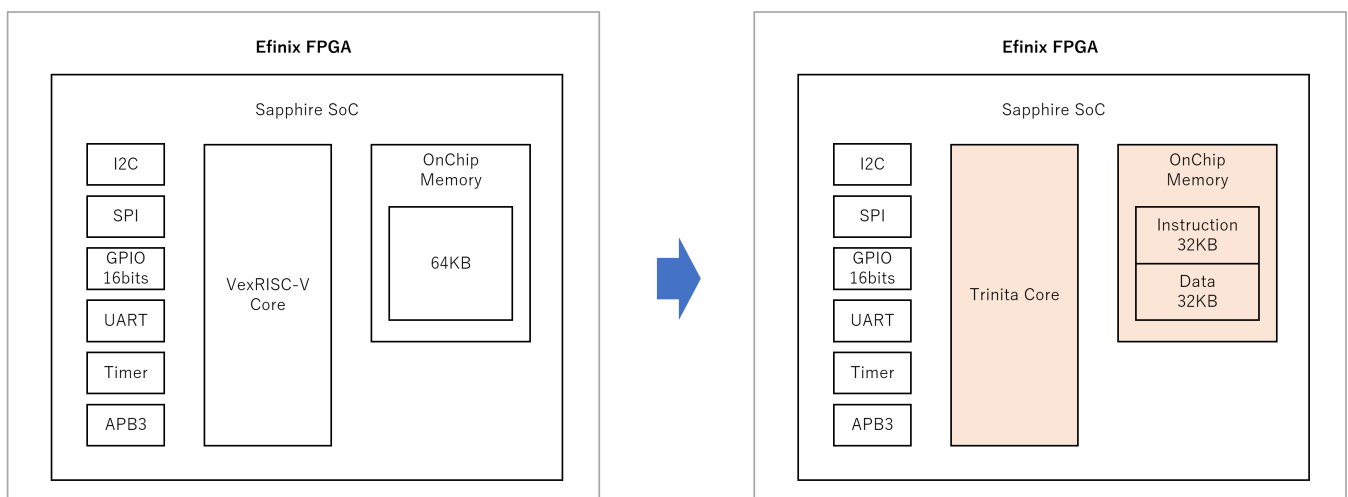 Efinix FPGA
Sapphire SoC
I2C
SPI
GPIO
16bits
UART
Timer
APB3
VexRISC-V
Core
OnChip
Memory
64KB
Efinix FPGA
Sapphire SoC
I2C
SPI
GPIO
16bits
UART
Timer
APB3
Trinita Core
OnChip
Memory
Instruction
32KB
Data
32KB